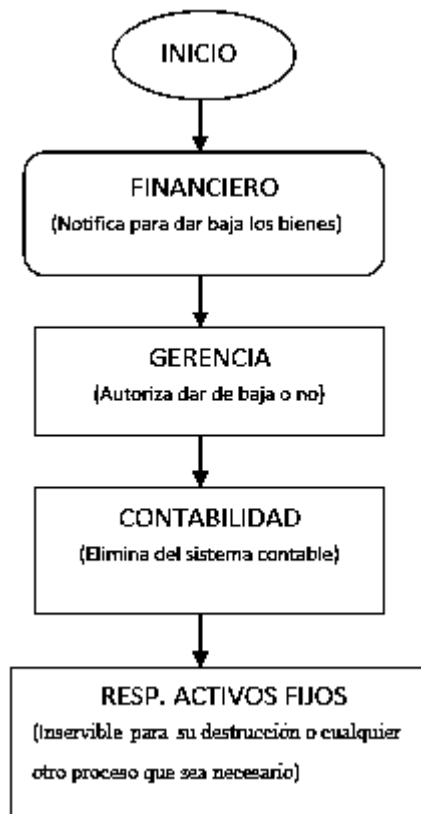 INICIO
FINANCIERO
(Notifica para dar baja los bienes)
GERENCIA
(Autoriza dar de baja o no)
CONTABILIDAD
(Elimina del sistema contable)
RESP. ACTIVOS FIJOS
(Inservible para su destrucción o cualquier
otro proceso que sea necesario)